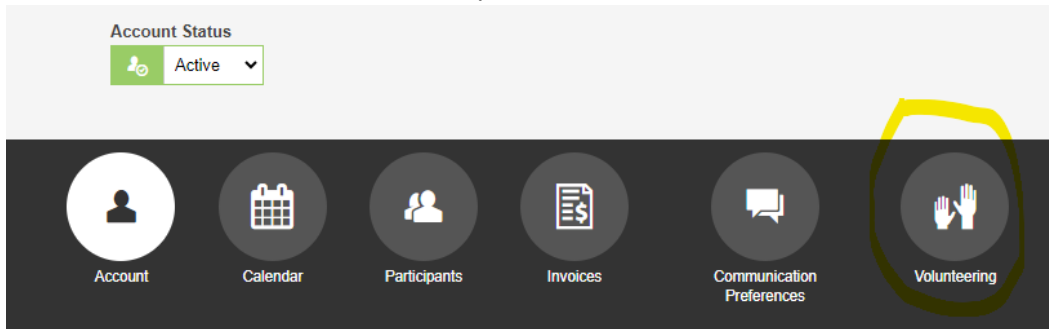 Account Status
Active
Account
Calendar
Participants
Invoices
Communication
Preferences
Volunteering